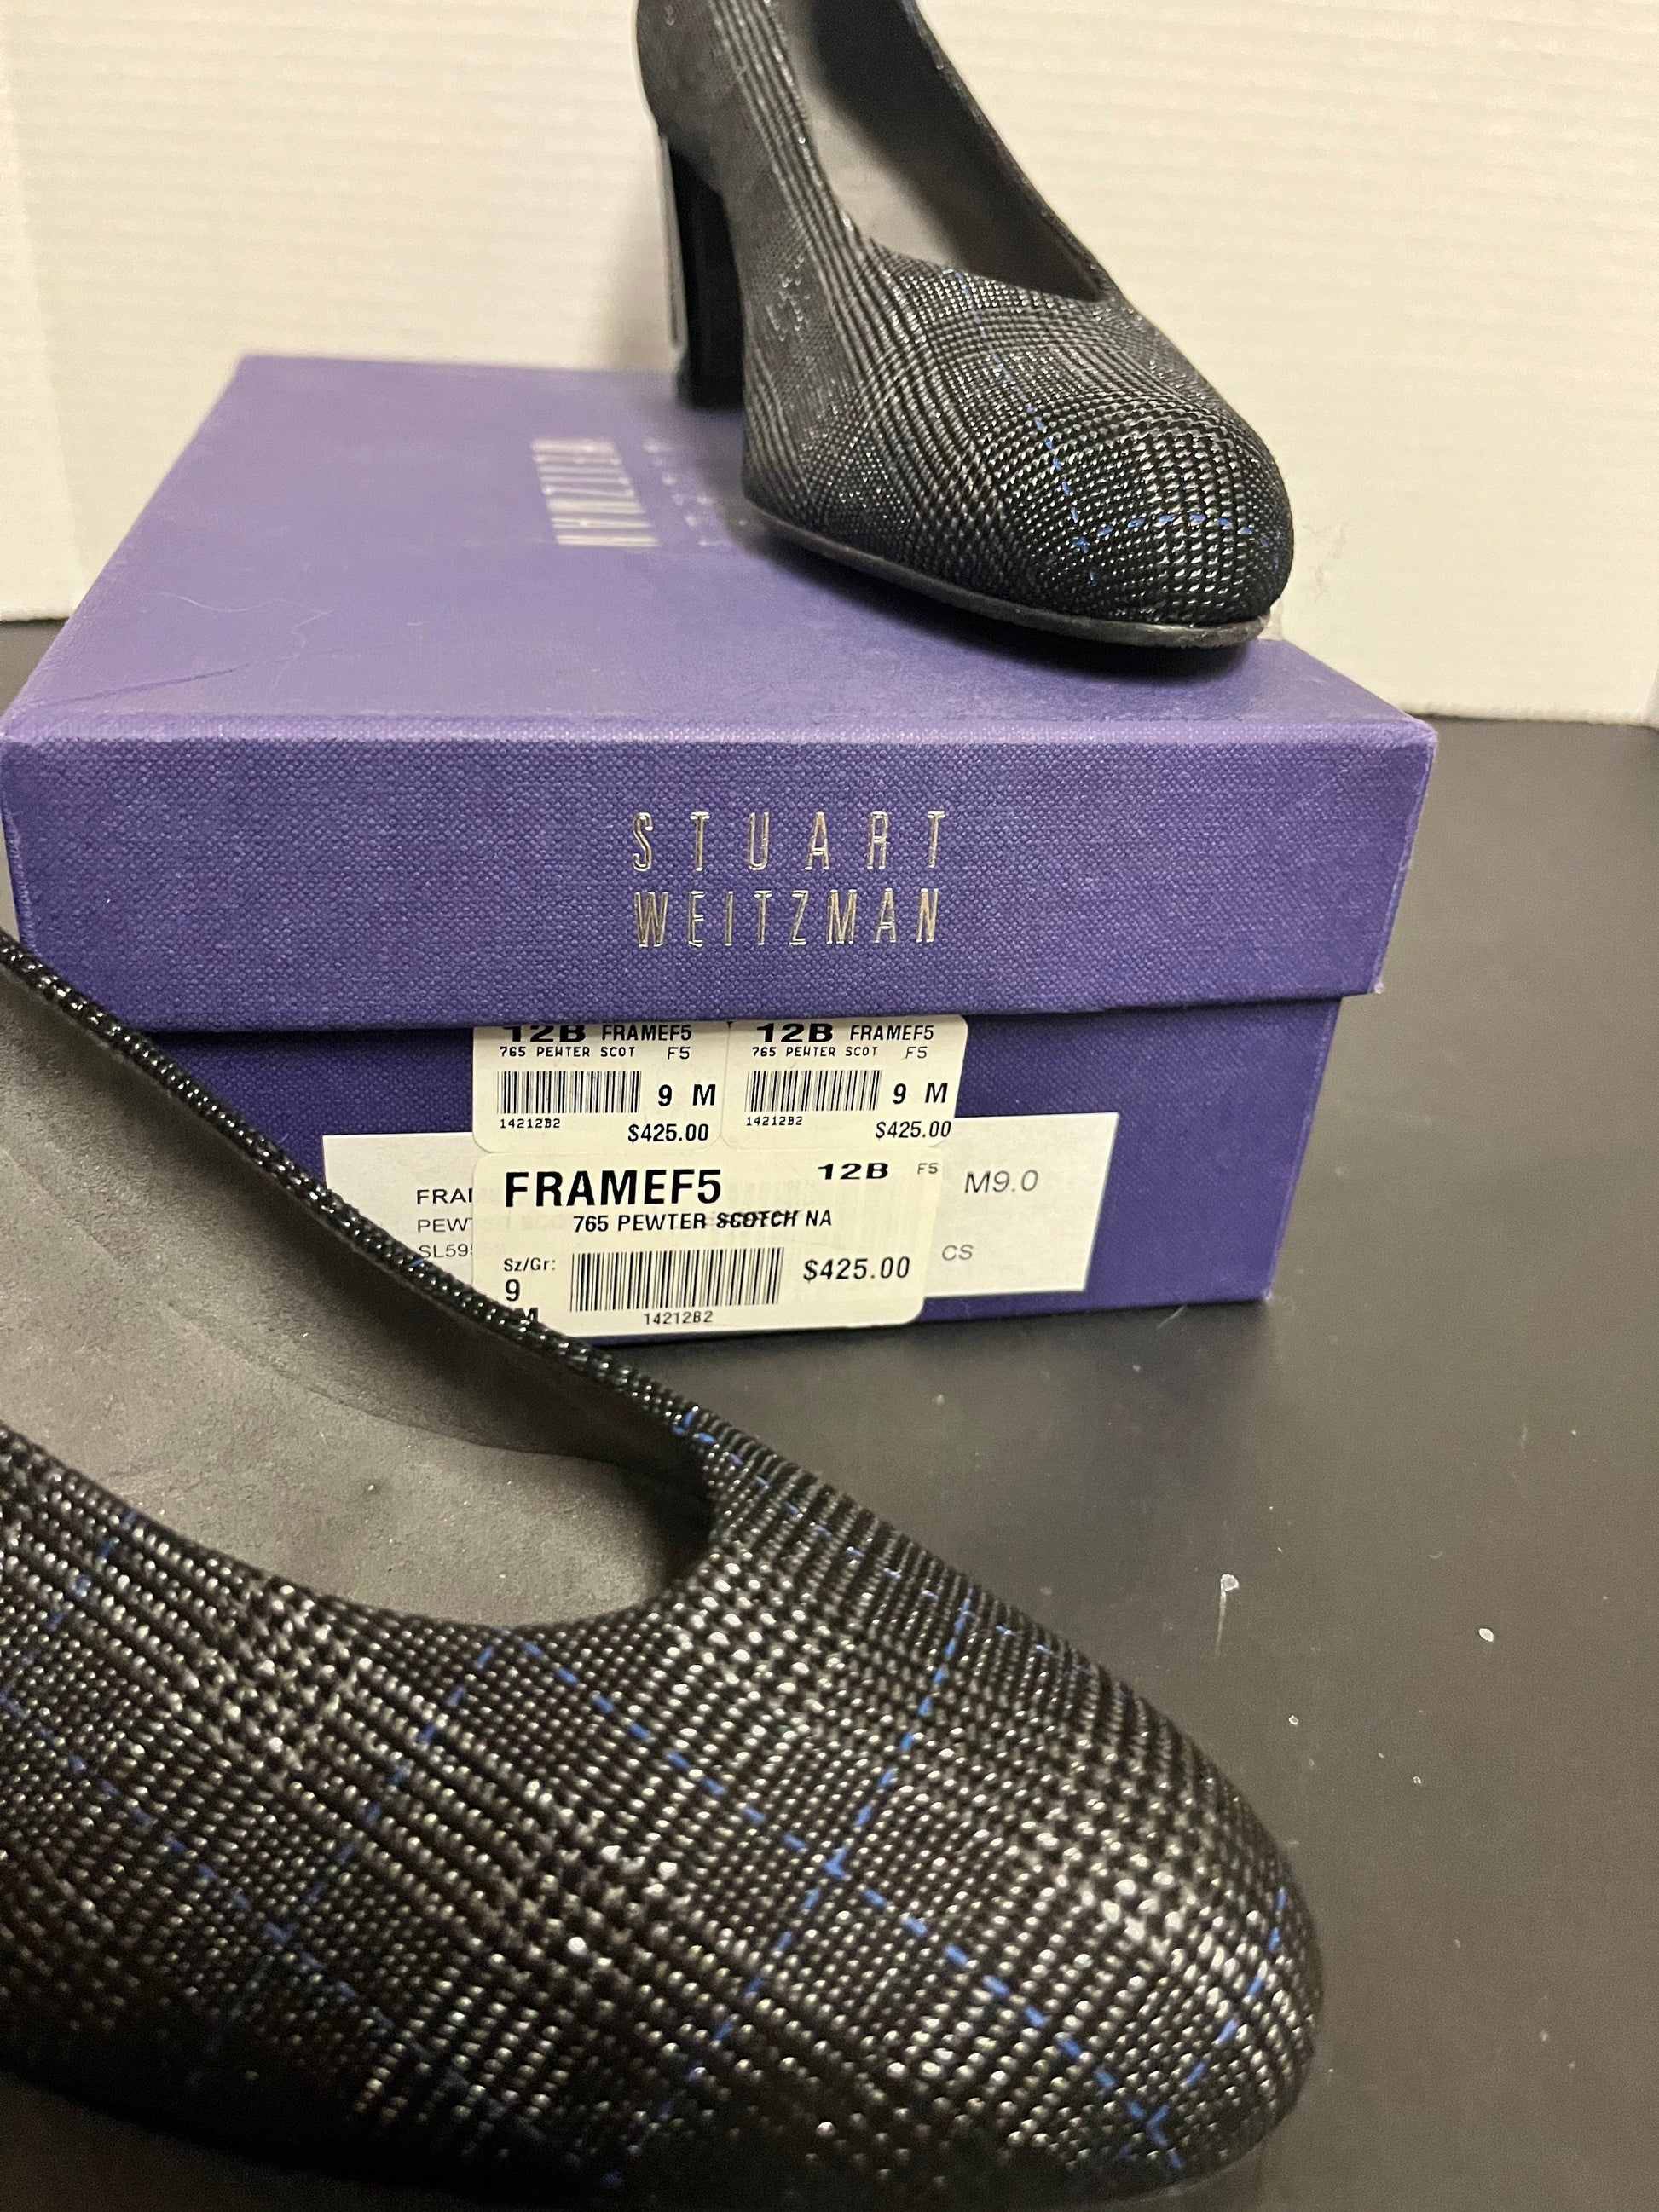 WEITZMAN
STUART
WEITZMAN
12B FRAMEF5
765 PEWTER SCOT F5
9 M
14212B2
$425.00
12B FRAMEF5
765 PEWTER SCOT F5
9 M
14212B2
$425.00
FRAMEF5 12B F5
765 PEWTER SCOTCH NA
Sz/Gr:
9
M
$425.00
14212B2
M9.0
CS